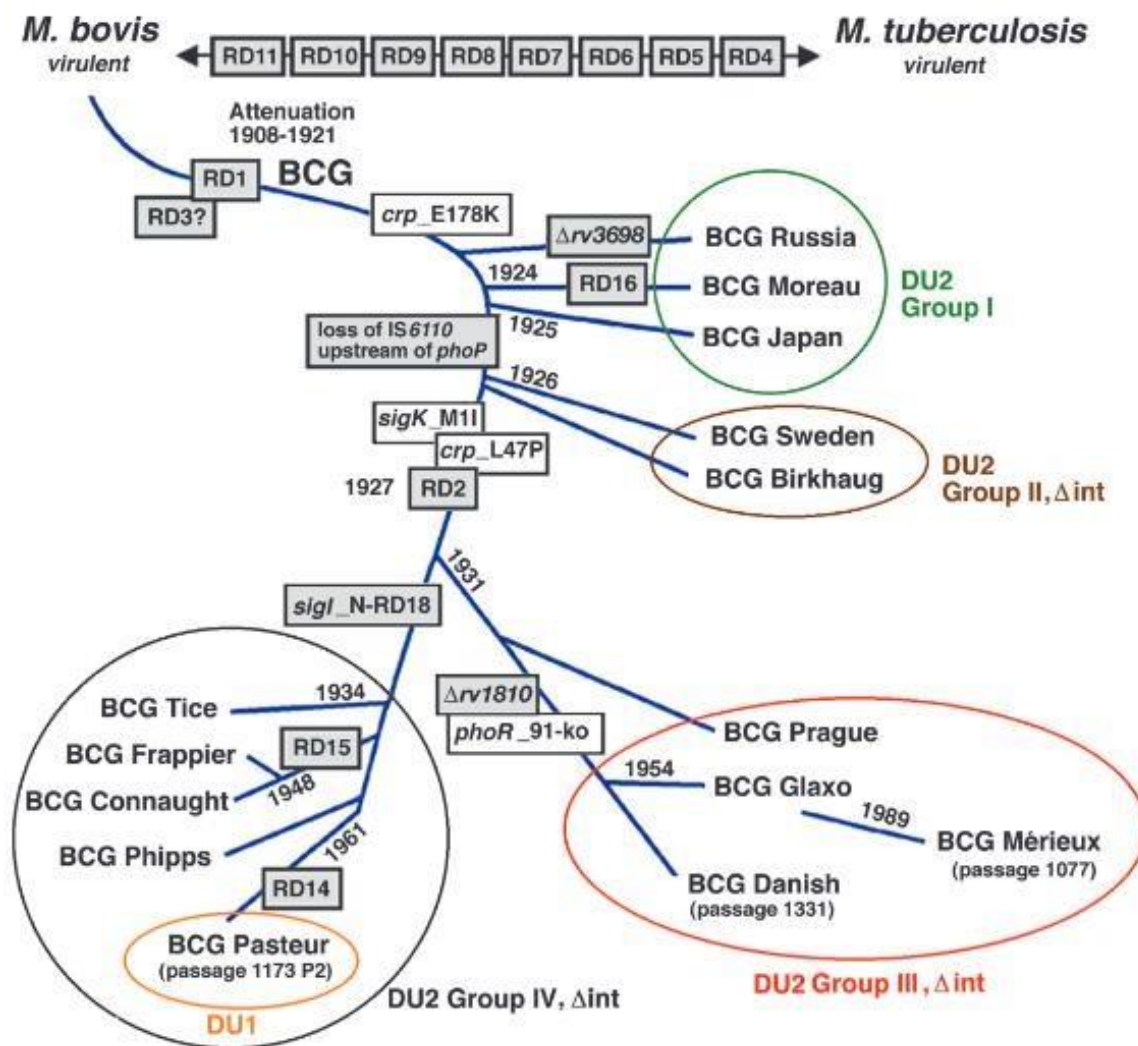 M. bovis
virulent
RD11 RD10 RD9 RD8 RD7 RD6 RD5 RD4
M. tuberculosis
virulent
Attenuation
1908-1921
RD1
BCG
RD3?
crp_E178K
Δrv3698
BCG Russia
1924
RD16
BCG Moreau
DU2
Group I
1925
BCG Japan
loss of IS6110
upstream of phoP
1926
sigK_M1I
crp_L47P
BCG Sweden
BCG Birkhaug
DU2
Group II, Δint
1927
RD2
1931
sigI_N-RD18
1934
BCG Tice
Δrv1810
phoR_91-ko
RD15
BCG Frappier
BCG Prague
1948
BCG Connaught
1954
BCG Glaxo
1989
BCG Phipps
1961
BCG Mérieux
(passage 1077)
RD14
BCG Danish
(passage 1331)
BCG Pasteur
(passage 1173 P2)
DU1
DU2 Group IV, Δint
DU2 Group III, Δint